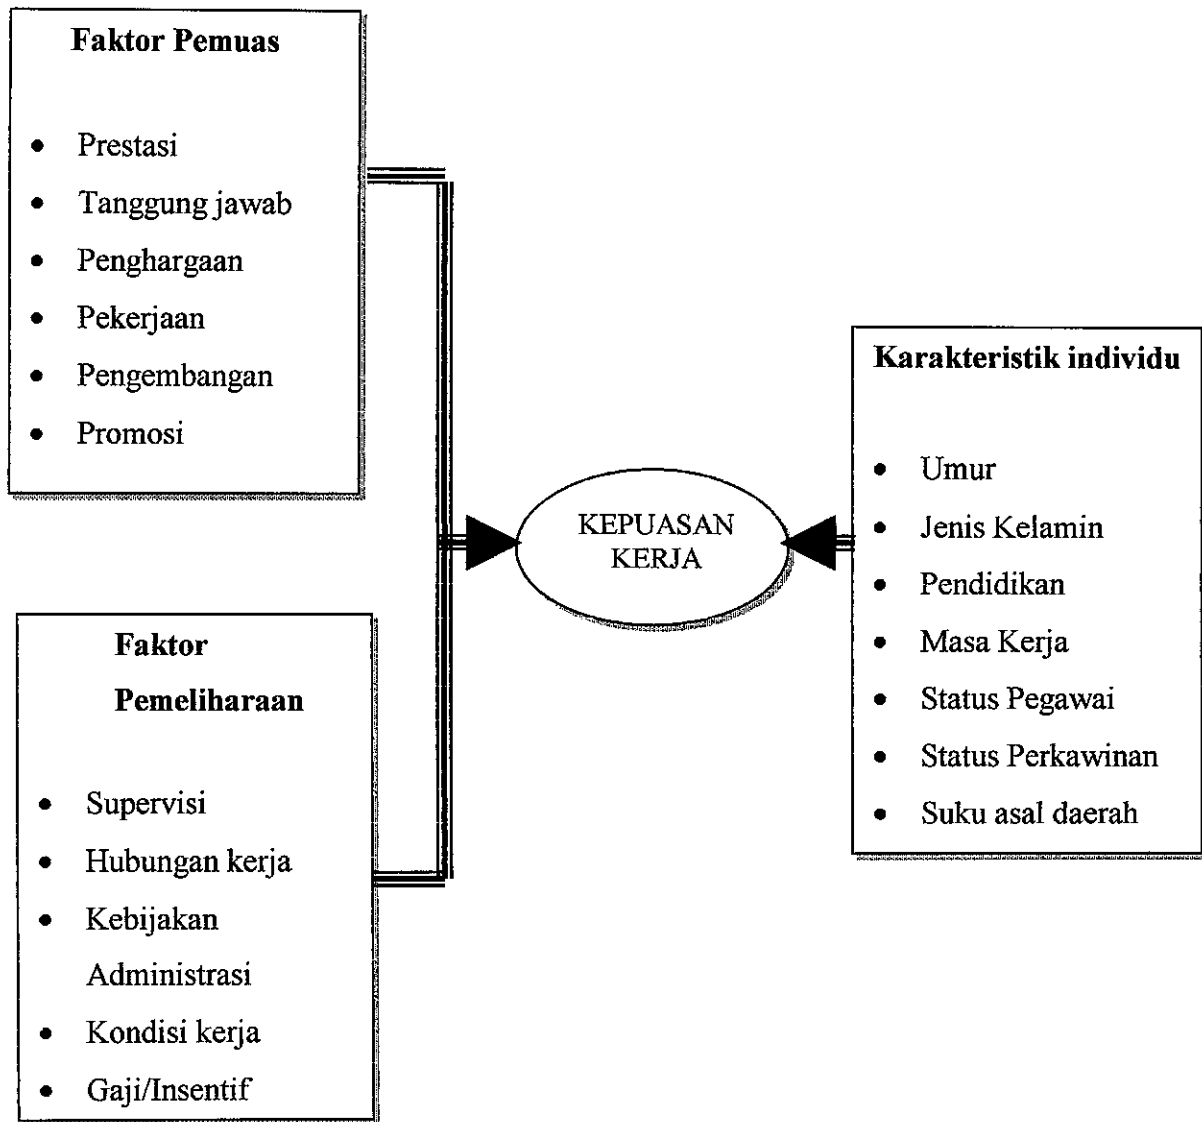 Faktor Pemuas
• Prestasi
• Tanggung jawab
• Penghargaan
• Pekerjaan
• Pengembangan
• Promosi
Faktor
Pemeliharaan
• Supervisi
• Hubungan kerja
• Kebijakan
Administrasi
• Kondisi kerja
• Gaji/Insentif
KEPUASAN
KERJA
Karakteristik individu
• Umur
• Jenis Kelamin
• Pendidikan
• Masa Kerja
• Status Pegawai
• Status Perkawinan
• Suku asal daerah